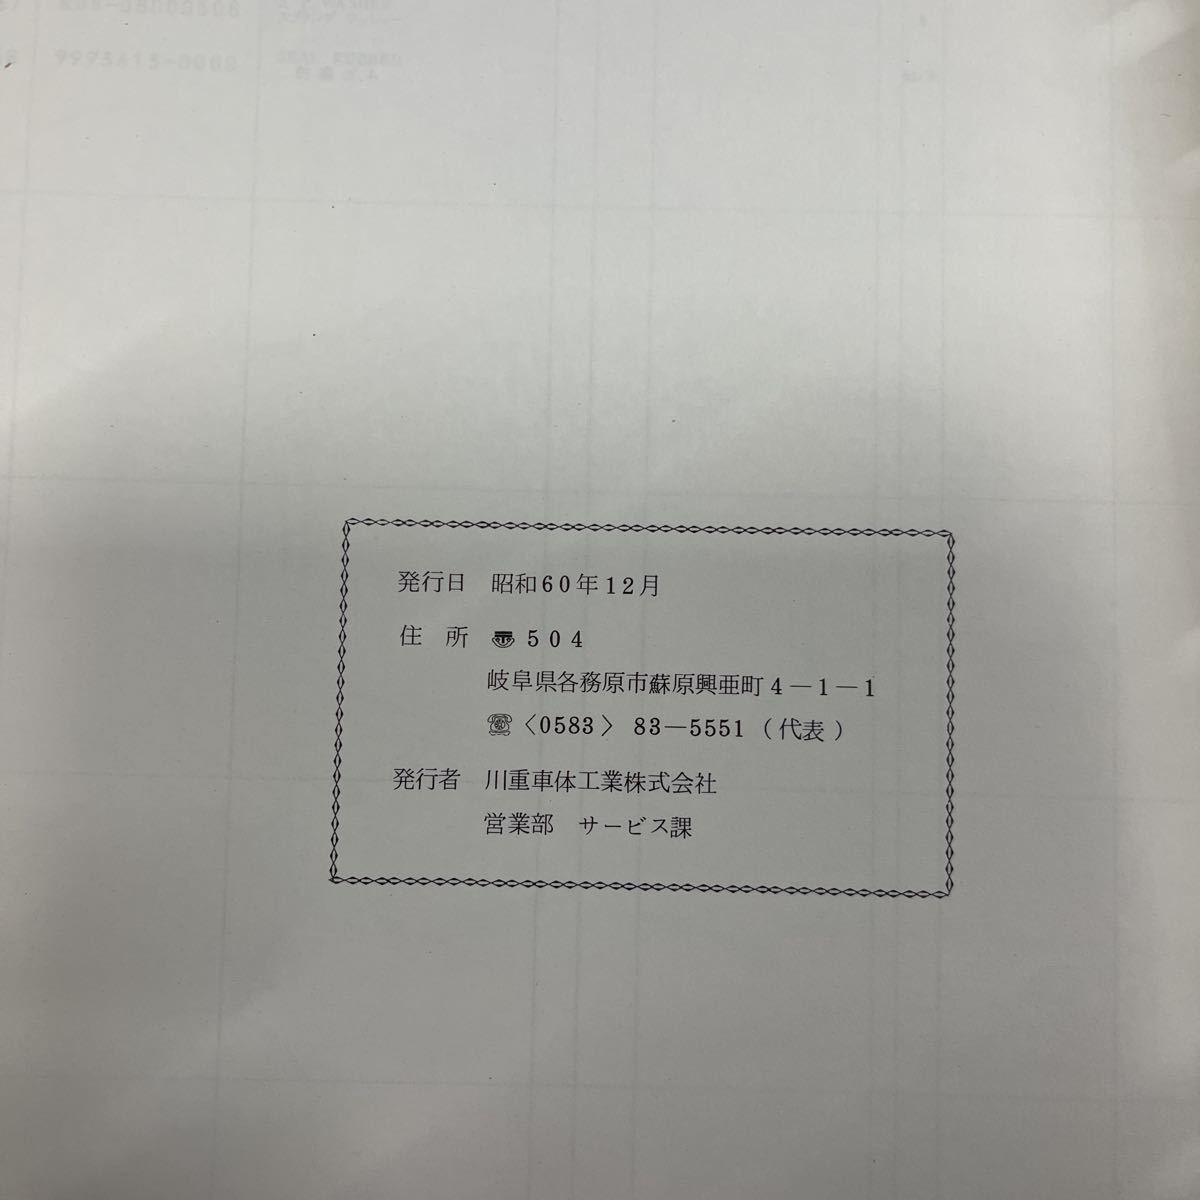 9993613-0000
発行日 昭和60年12月
住 所 〠504
岐阜県各務原市蘇原興亜町4-1-1
☎〈0583〉83-5551(代表)
発行者 川重車体工業株式会社
営業部 サービス課